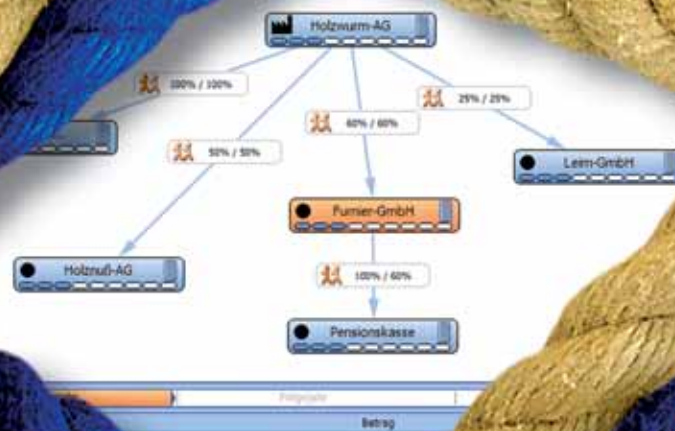 Holzwurm-AG
100% / 100%
25% / 25%
60% / 60%
50% / 50%
Leim-GmbH
Furnier-GmbH
Holznuß-AG
100% / 60%
Pensionskasse
Folgejahr
Betrag